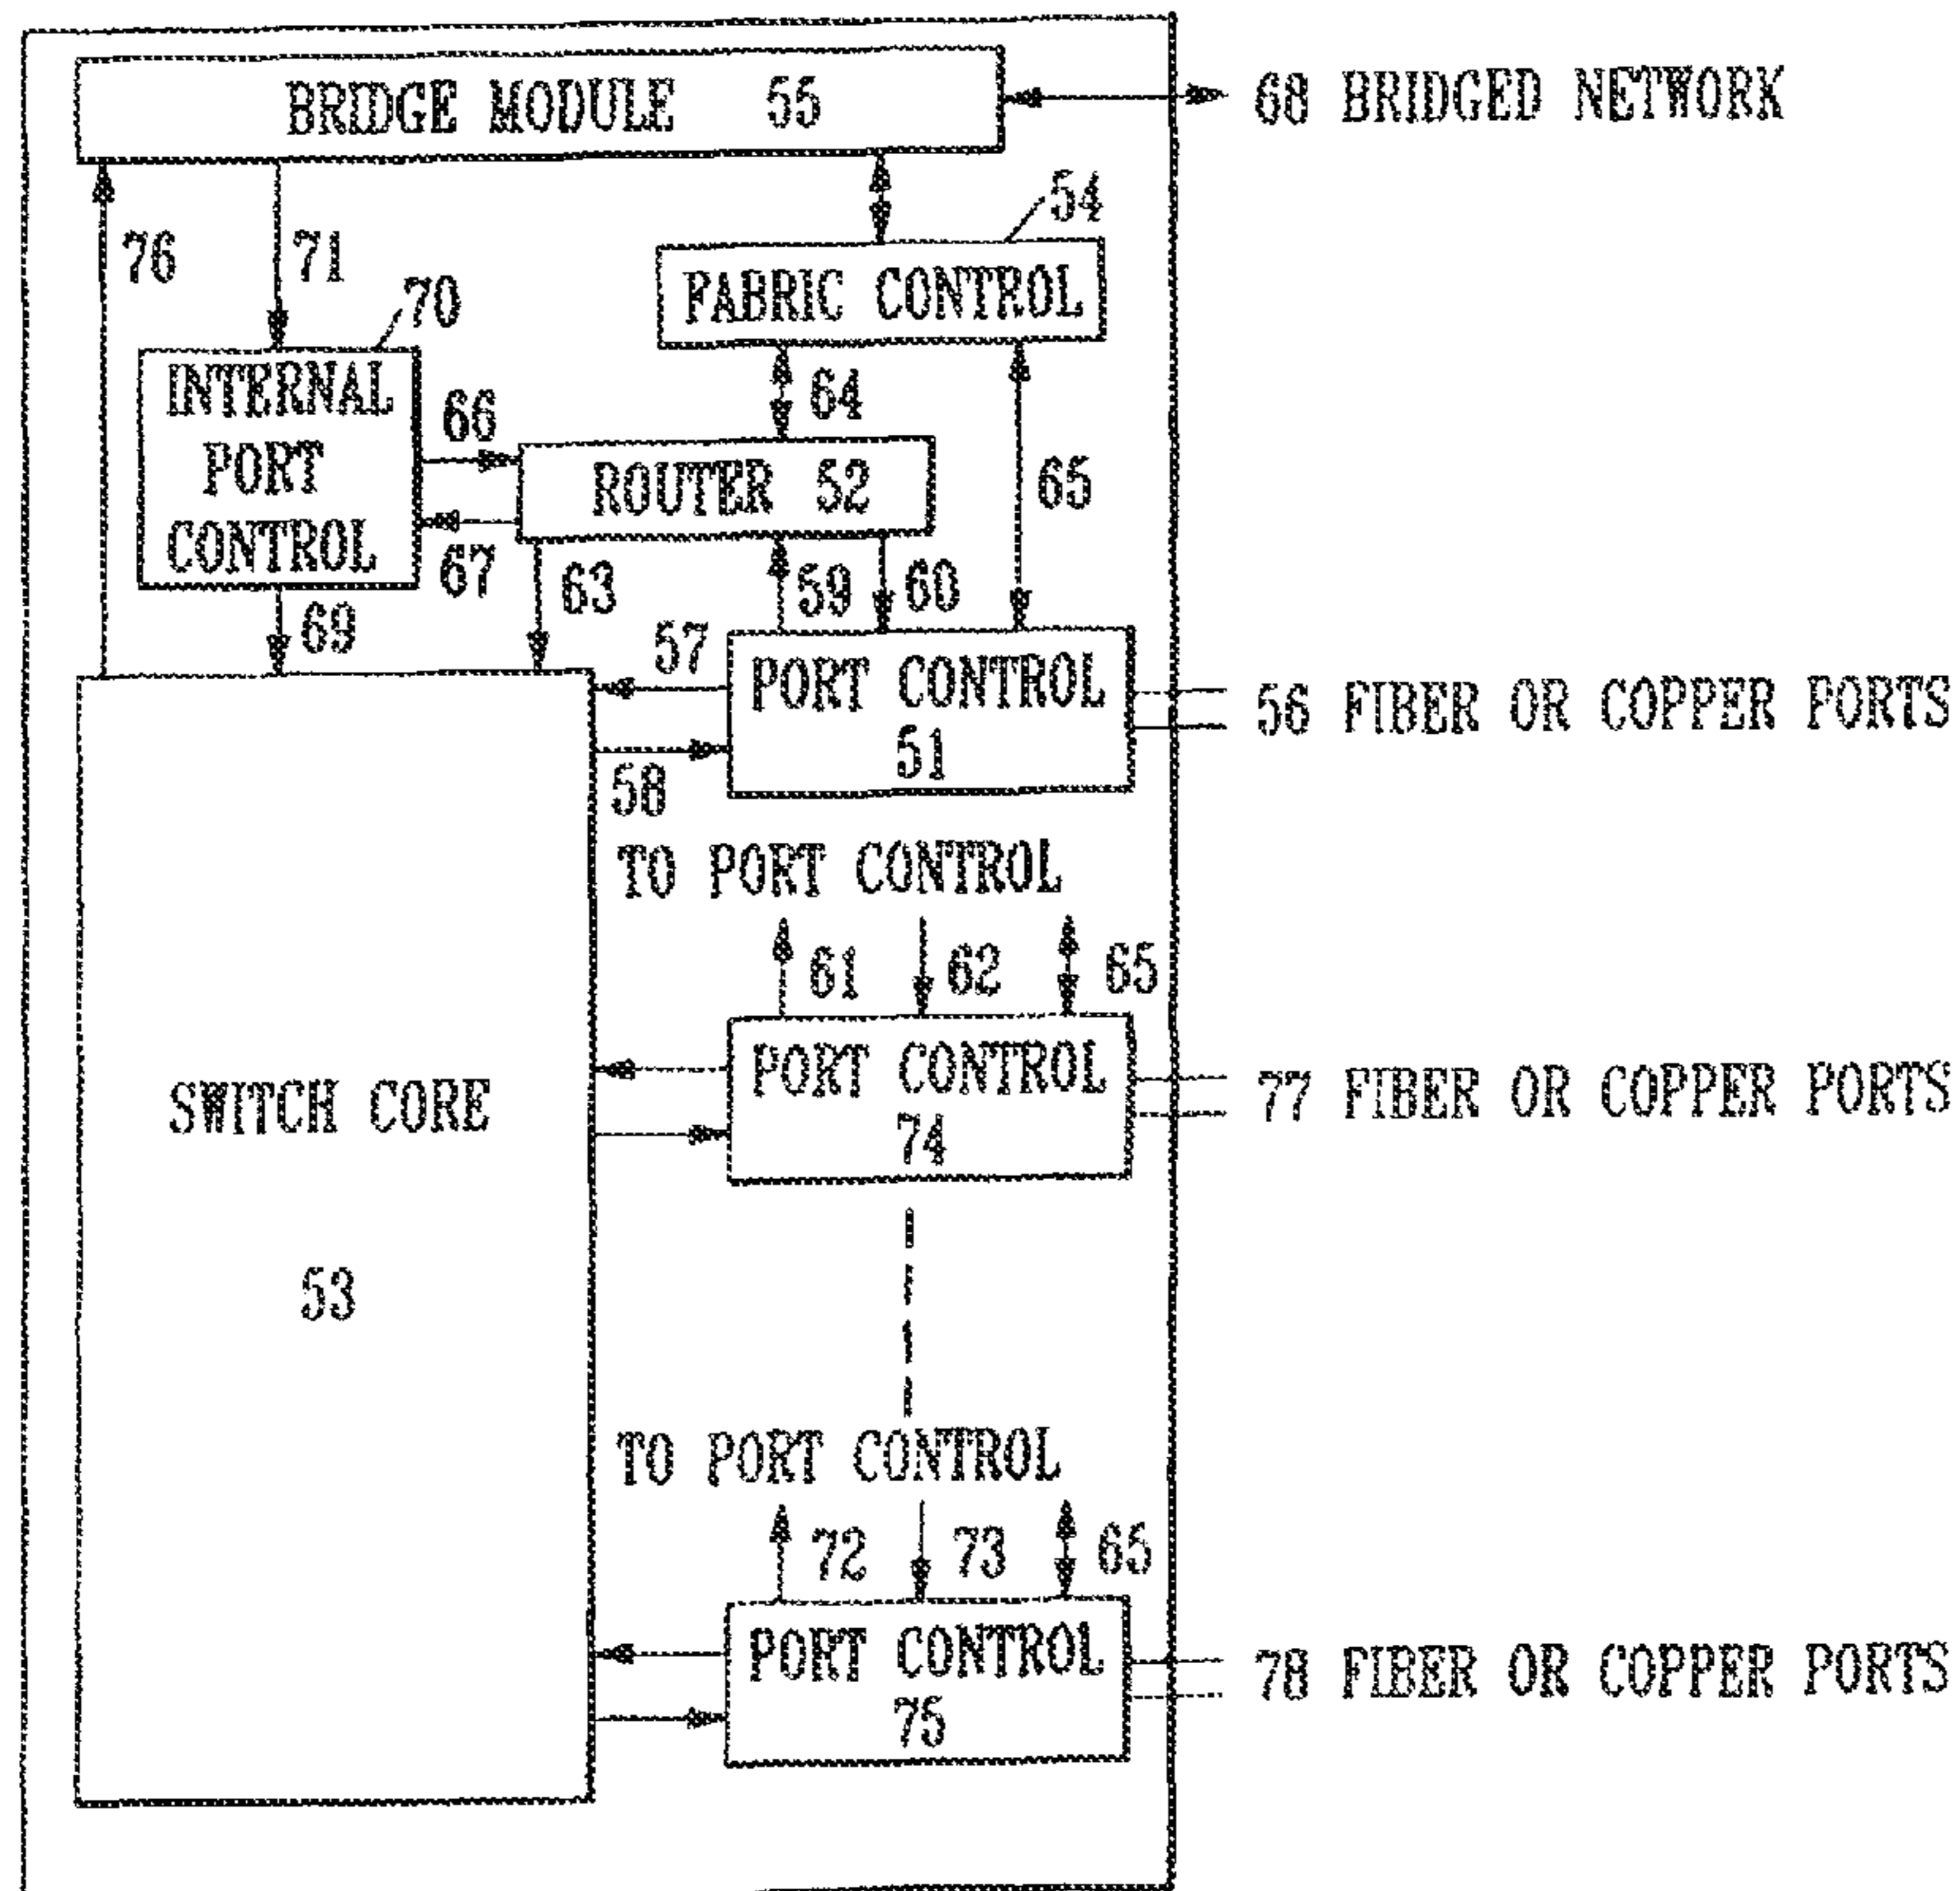 BRIDGE MODULE 55
68 BRIDGED NETWORK
54
76
71
70
FABRIC CONTROL
INTERNAL
PORT
CONTROL
66
64
65
ROUTER 52
67
63
59
60
69
57
PORT CONTROL
51
56 FIBER OR COPPER PORTS
58
TO PORT CONTROL
61
62
65
PORT CONTROL
74
77 FIBER OR COPPER PORTS
SWITCH CORE
53
TO PORT CONTROL
72
73
65
PORT CONTROL
75
78 FIBER OR COPPER PORTS